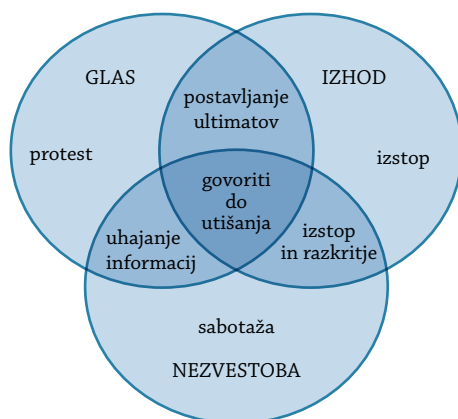 GLAS
IZHOD
postavljanje
ultimatov
protest
izstop
govoriti
do
utišanja
uhajanje
informacij
izstop
in razkritje
sabotaža
NEZVESTOBA